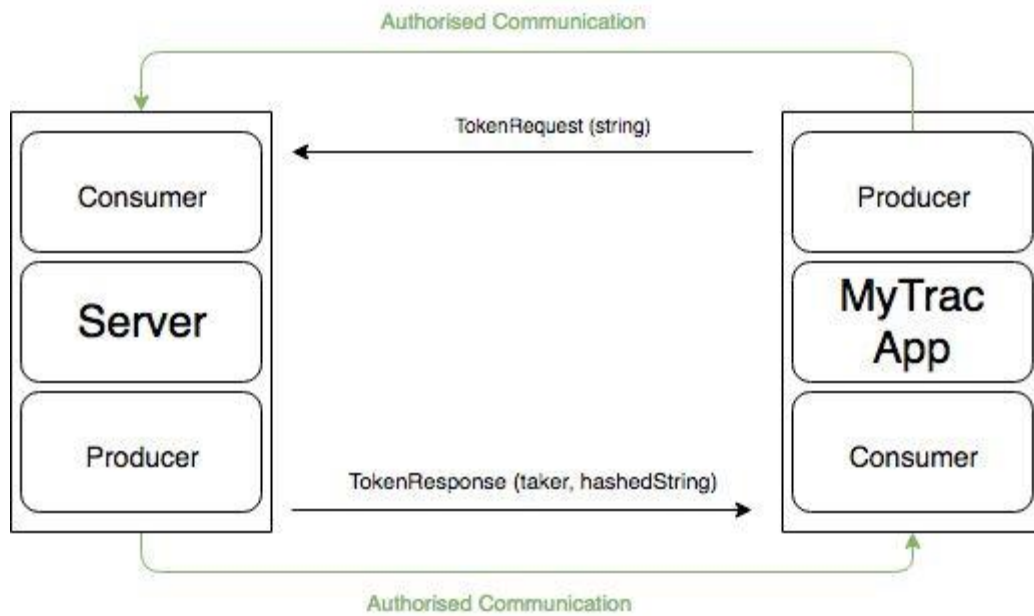 Authorised Communication
TokenRequest (string)
Consumer
Producer
Server
MyTrac
App
Producer
Consumer
TokenResponse (taker, hashedString)
Authorised Communication